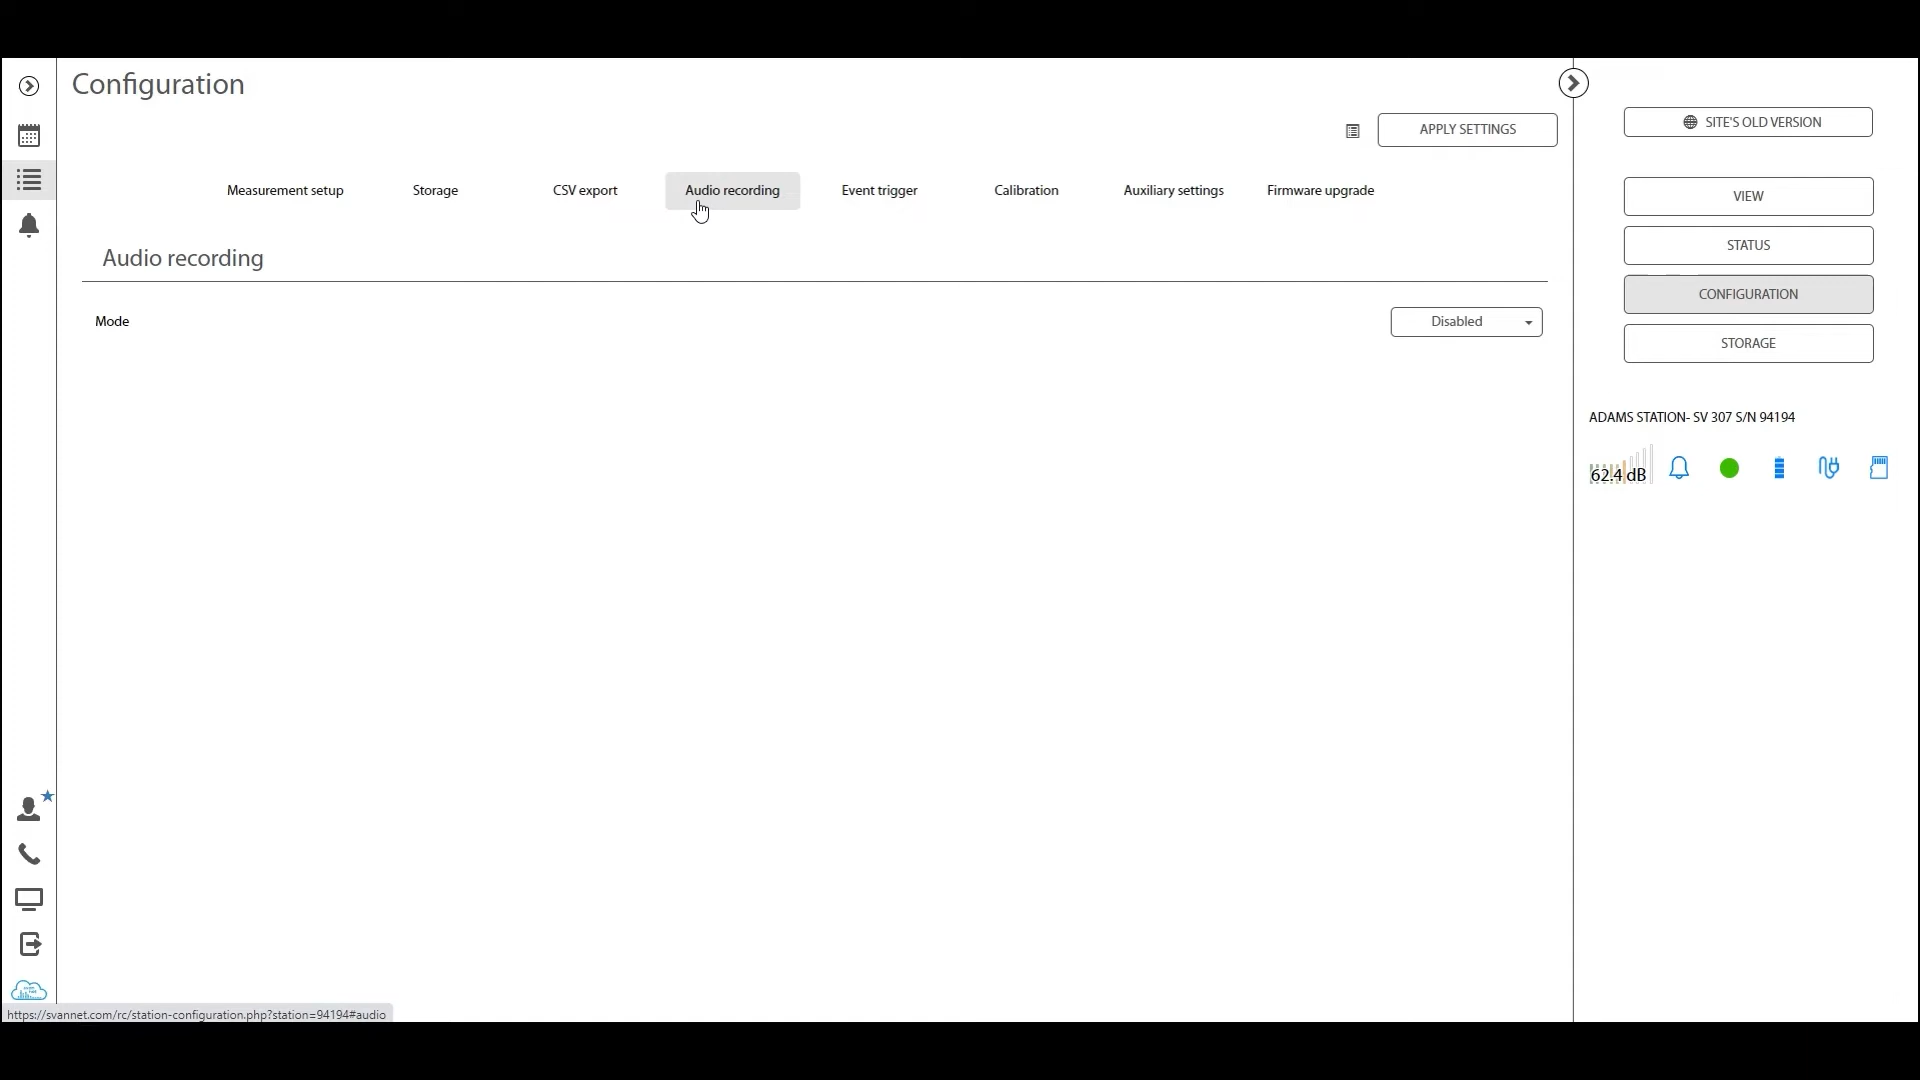 Configuration
APPLY SETTINGS
Measurement setup
Storage
CSV export
Audio recording
Event trigger
Calibration
Auxiliary settings
Firmware upgrade
Audio recording
Mode
Disabled
SITE'S OLD VERSION
VIEW
STATUS
CONFIGURATION
STORAGE
ADAMS STATION- SV 307 S/N 94194
62.4 dB
https://svannet.com/rc/station-configuration.php?station=94194#audio